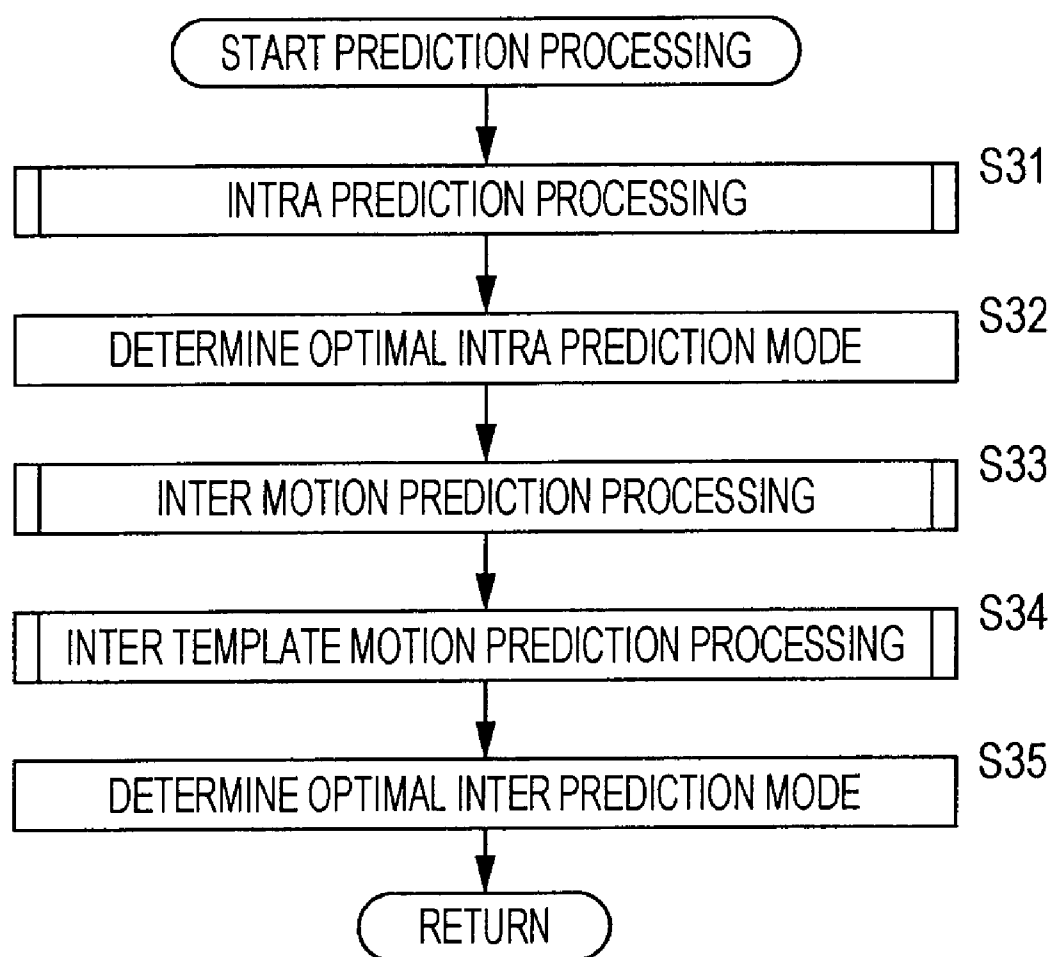 START PREDICTION PROCESSING
S31
INTRA PREDICTION PROCESSING
S32
DETERMINE OPTIMAL INTRA PREDICTION MODE
S33
INTER MOTION PREDICTION PROCESSING
S34
INTER TEMPLATE MOTION PREDICTION PROCESSING
S35
DETERMINE OPTIMAL INTER PREDICTION MODE
RETURN